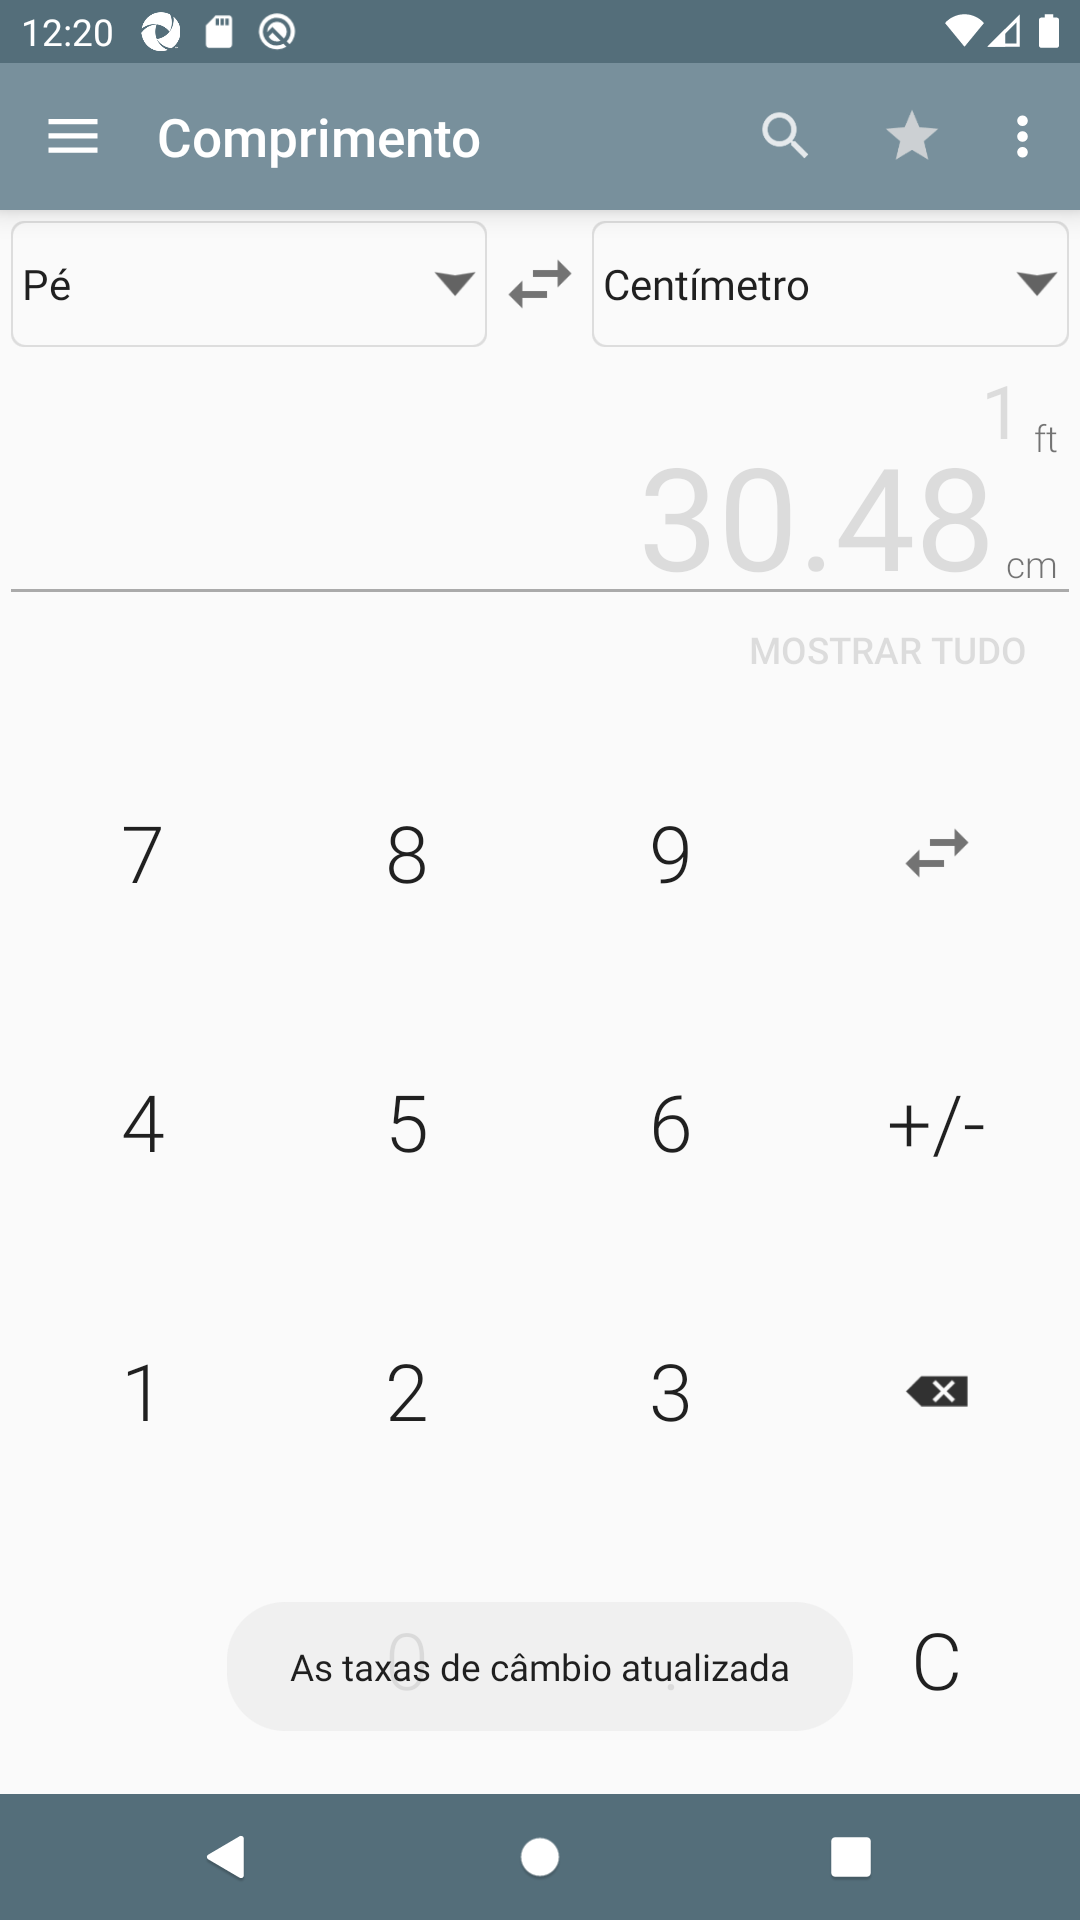 12:20
Comprimento
Pé
Centímetro
1 ft
30.48 cm
MOSTRAR TUDO
7 8 9
4 5 6 +/-
1 2 3
0 . C
As taxas de câmbio atualizada